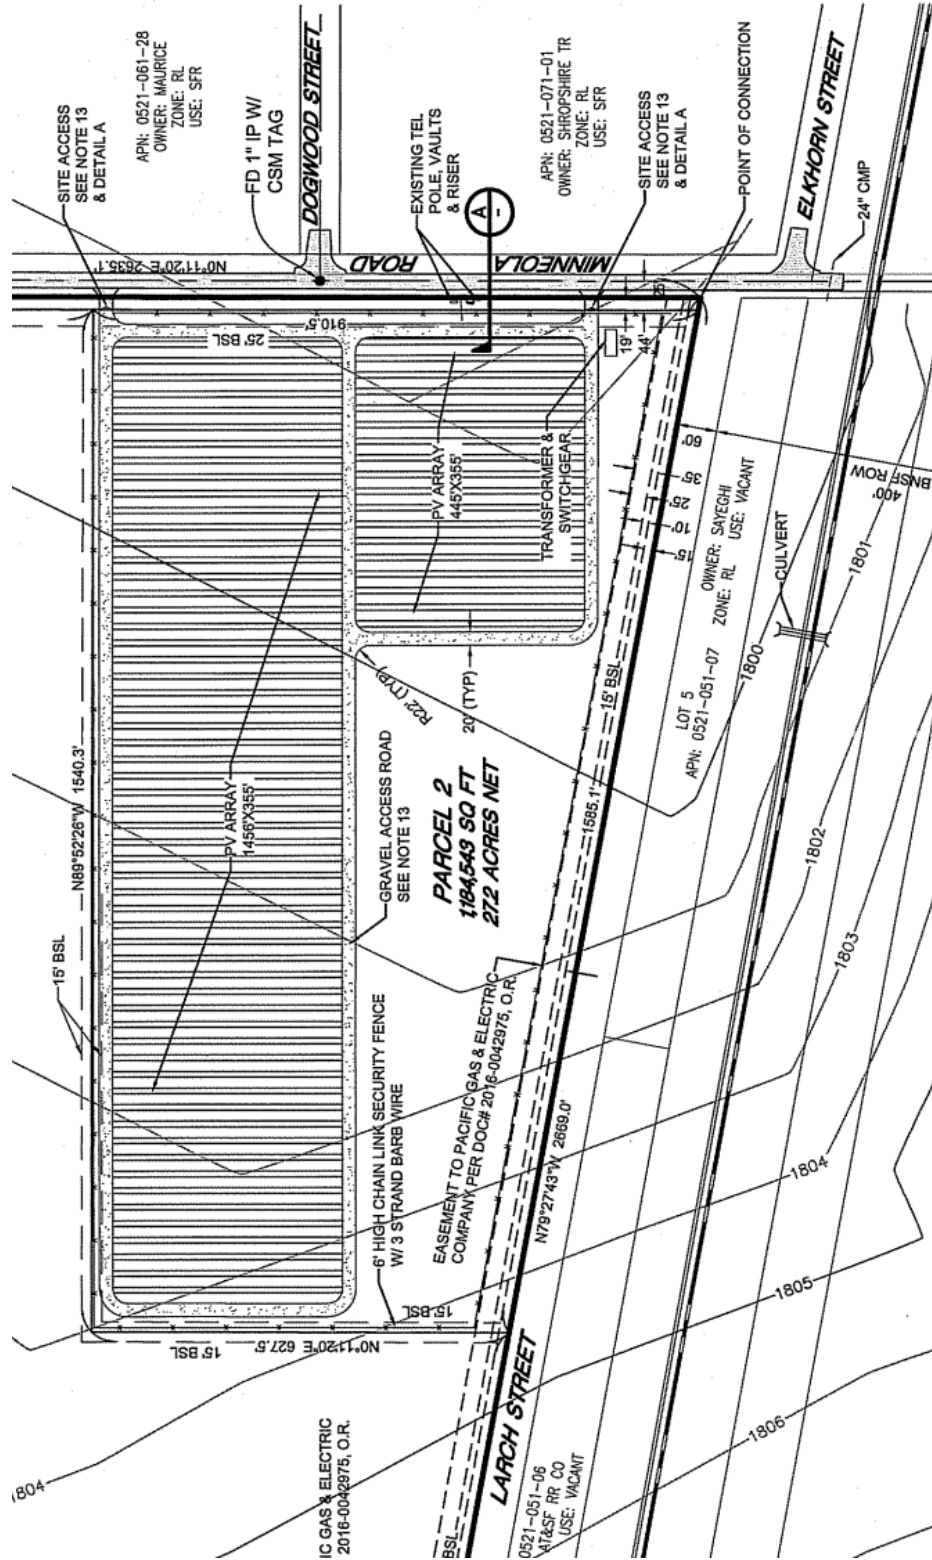 APN: 0521-061-28
OWNER: MAURICE
ZONE: RL
USE: SFR
SITE ACCESS
SEE NOTE 13
& DETAIL A
FD 1" IP W/
CSM TAG
DOGWOOD STREET
EXISTING TEL
POLE, VAULTS
& RISER
A
-
APN: 0521-071-01
OWNER: SHROPSHIRE TR
ZONE: RL
USE: SFR
SITE ACCESS
SEE NOTE 13
& DETAIL A
POINT OF CONNECTION
ELKHORN STREET
24" CMP
N0°11'20"E 2635.1'
MINNEOLA ROAD
910.5'
25' BSL
PV ARRAY
445'X355'
TRANSFORMER &
SWITCHGEAR
19'
44'
60'
35'
25'
10'
15'
BNSF ROW
400'
OWNER: SAYEGHI
ZONE: RL USE: VACANT
LOT 5
APN: 0521-051-07
CULVERT
1800
1801
1802
1803
1804
1805
1806
R22' (TYP)
20' (TYP)
15' BSL
1585.1'
N89°52'26"W 1540.3'
PV ARRAY
1456'X355'
GRAVEL ACCESS ROAD
SEE NOTE 13
PARCEL 2
1,184,543 SQ FT
27.2 ACRES NET
15' BSL
6' HIGH CHAIN LINK SECURITY FENCE
W/ 3 STRAND BARB WIRE
EASEMENT TO PACIFIC GAS & ELECTRIC
COMPANY PER DOC# 2016-0042975, O.R.
N79°27'43"W 2669.0'
15' BSL
15' BSL
N0°11'20"E 627.5'
LARCH STREET
1804
IC GAS & ELECTRIC
2016-0042975, O.R.
BSL
0521-051-06
AT&SF RR CO
USE: VACANT